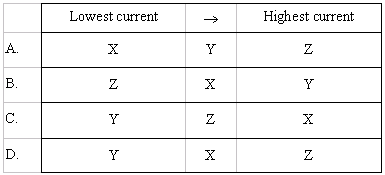 Lowest current → Highest current
A. X Y Z
B. Z X Y
C. Y Z X
D. Y X Z